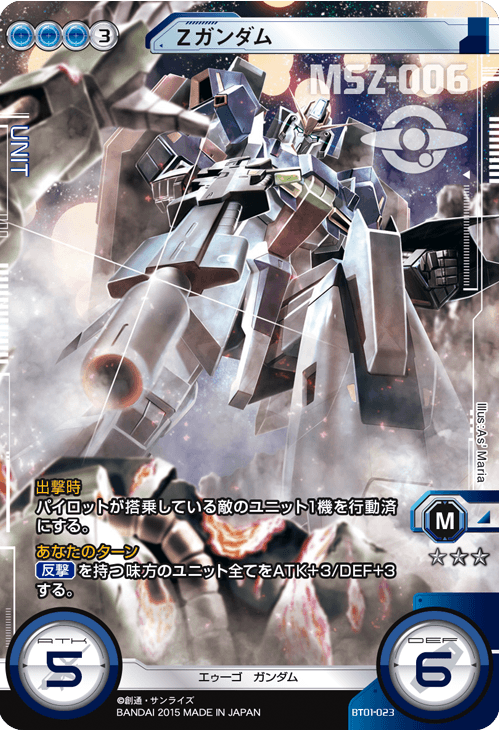 3
Zガンダム
MSZ-006
UNIT
Illus:As' Maria
出撃時
パイロットが搭乗している敵のユニット1機を行動済
にする。
あなたのターン
反撃 を持つ味方のユニット全てをATK+3/DEF+3
する。
M
★★★
ATK
5
DEF
6
エゥーゴ ガンダム
©創通・サンライズ
BANDAI 2015 MADE IN JAPAN
BT01-023